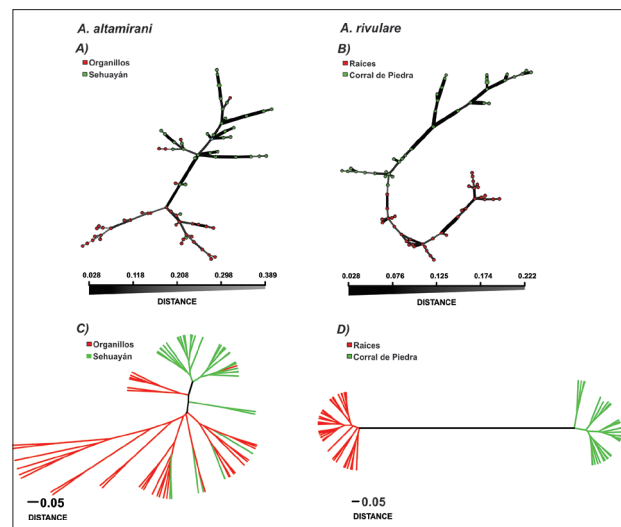 A. altamirani
A. rivulare
A)
Organillos
Sehuayán
B)
Raices
Corral de Piedra
0.028 0.118 0.208 0.298 0.389
DISTANCE
0.028 0.076 0.125 0.174 0.222
DISTANCE
C)
Organillos
Sehuayán
D)
Raices
Corral de Piedra
0.05
DISTANCE
0.05
DISTANCE